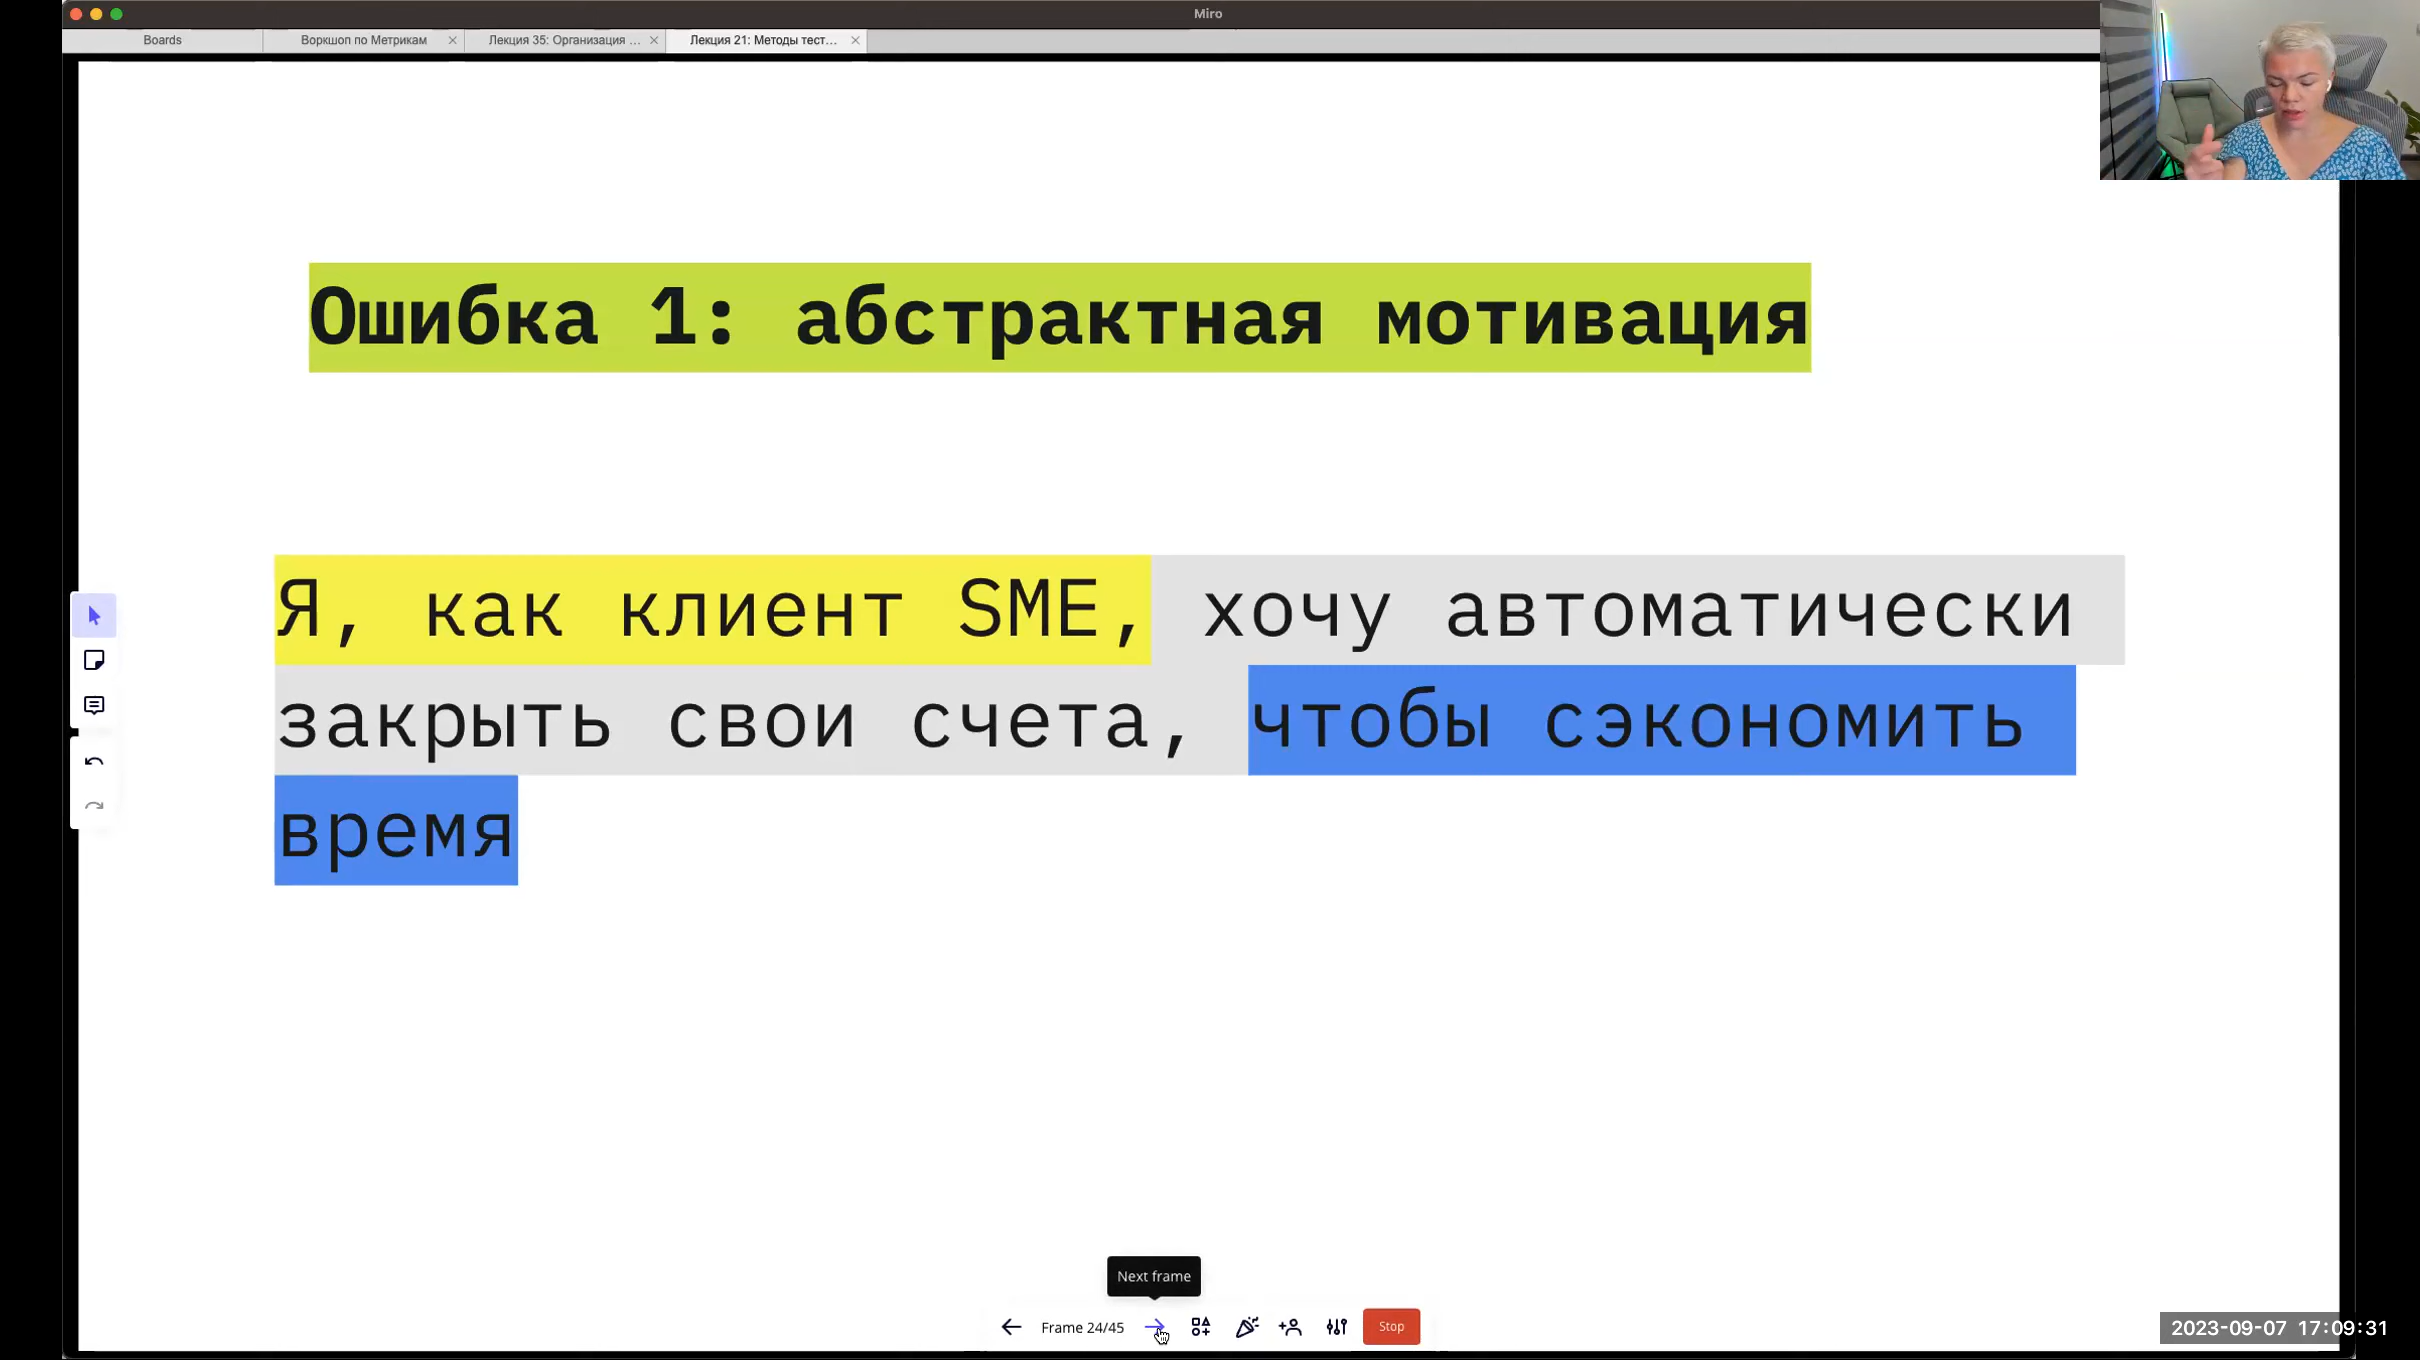 Miro
Boards
Воркшоп по Метрикам
Лекция 35: Организация ...
Лекция 21: Методы тест...
Ошибка 1: абстрактная мотивация
Я, как клиент SME, хочу автоматически
закрыть свои счета, чтобы сэкономить
время
Next frame
Frame 24/45
Stop
2023-09-07 17:09:31